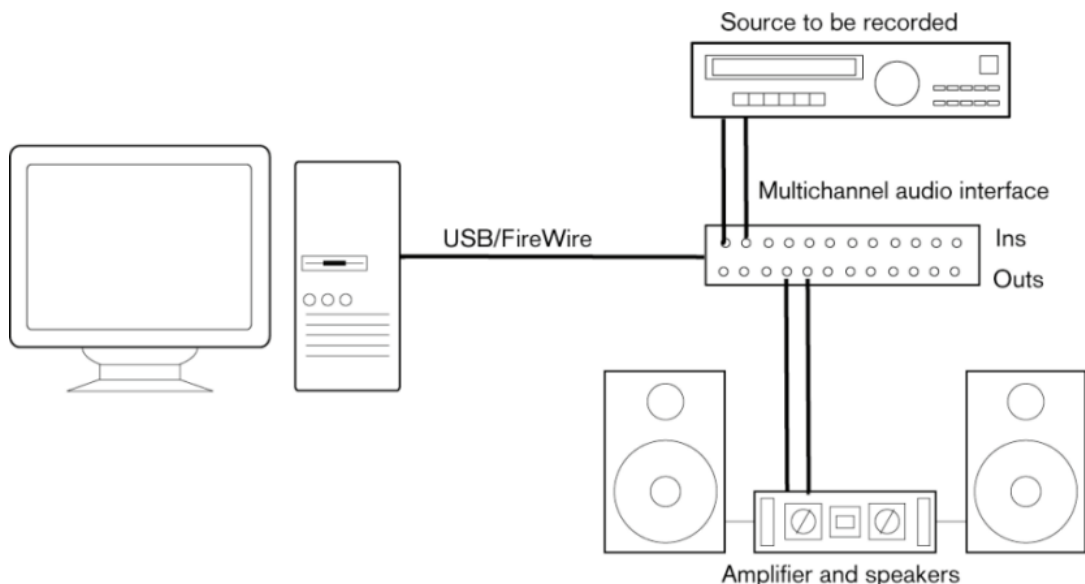 Source to be recorded
Multichannel audio interface
USB/FireWire
Ins
Outs
Amplifier and speakers